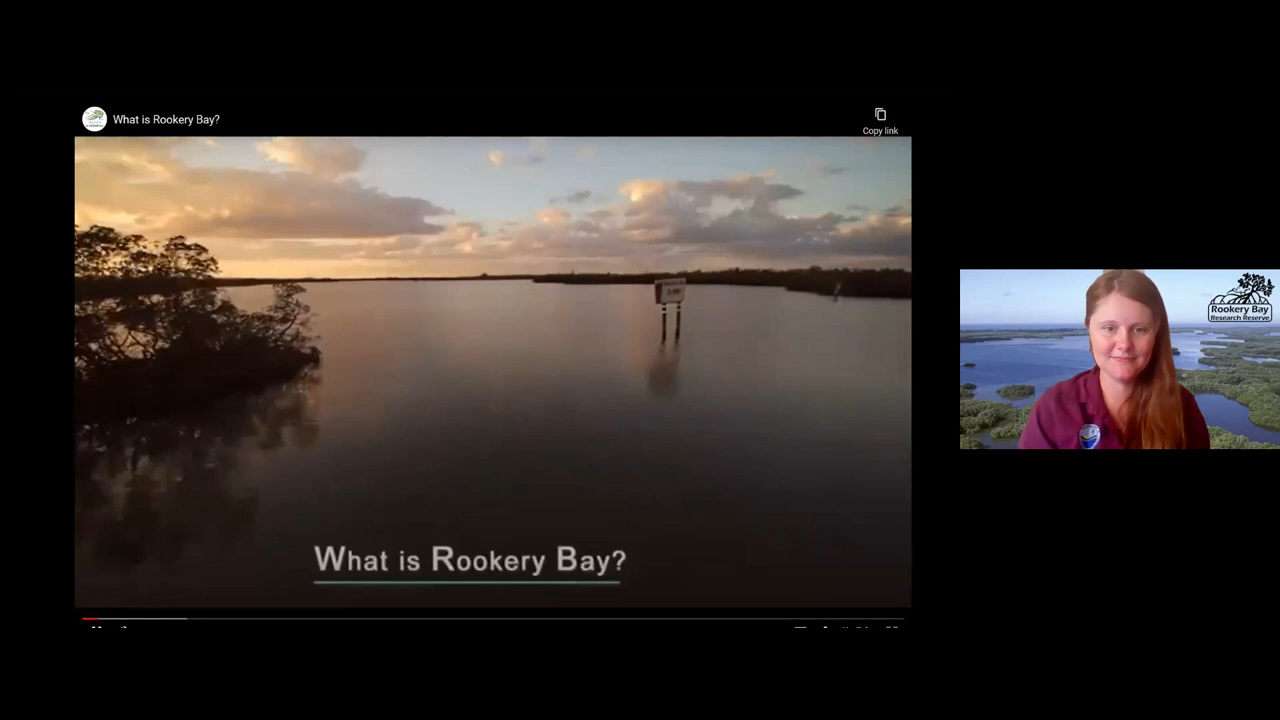 What is Rookery Bay?
Copy link
Rookery Bay
Research Reserve
What is Rookery Bay?